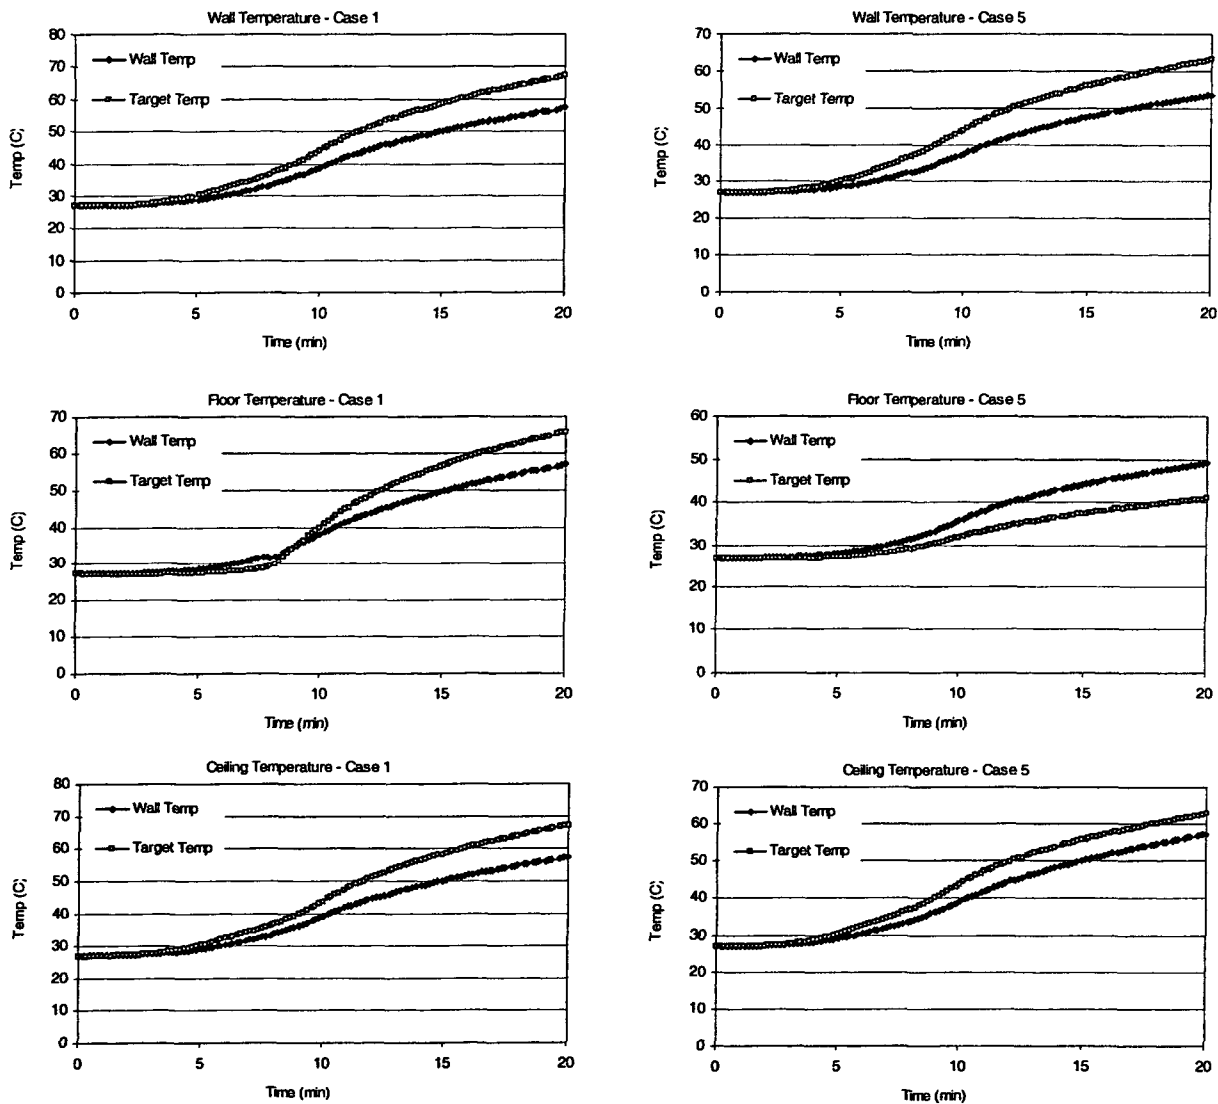 Wall Temperature - Case 1
80
70
60
50
40
30
20
10
0
Temp (C)
Wall Temp
Target Temp
0 5 10 15 20
Time (min)
Wall Temperature - Case 5
70
60
50
40
30
20
10
0
Temp (C)
Wall Temp
Target Temp
0 5 10 15 20
Time (min)
Floor Temperature - Case 1
70
60
50
40
30
20
10
0
Temp (C)
Wall Temp
Target Temp
0 5 10 15 20
Time (min)
Floor Temperature - Case 5
60
50
40
30
20
10
0
Temp (C)
Wall Temp
Target Temp
0 5 10 15 20
Time (min)
Ceiling Temperature - Case 1
80
70
60
50
40
30
20
10
0
Temp (C)
Wall Temp
Target Temp
0 5 10 15 20
Time (min)
Ceiling Temperature - Case 5
70
60
50
40
30
20
10
0
Temp (C)
Wall Temp
Target Temp
0 5 10 15 20
Time (min)